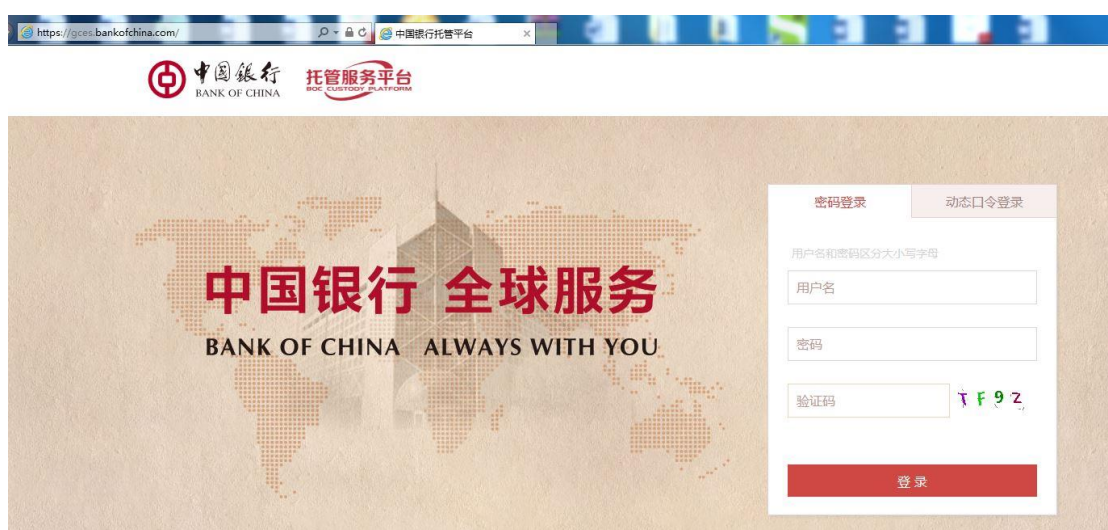 https://gces.bankofchina.com/
中国银行托管平台
中国銀行
BANK OF CHINA
托管服务平台
BOC CUSTODY PLATFORM
中国银行 全球服务
BANK OF CHINA ALWAYS WITH YOU
密码登录 动态口令登录
用户名和密码区分大小写字母
用户名
密码
验证码 TF9Z
登 录